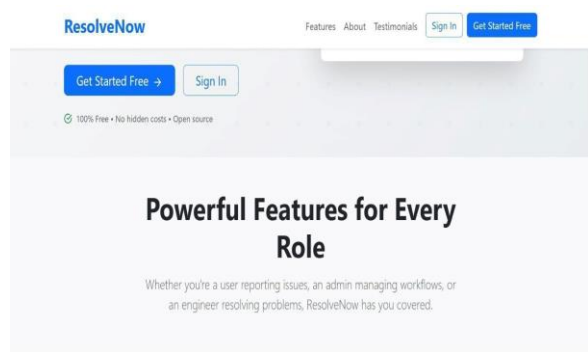 ResolveNow
Features About Testimonials Sign In Get Started Free
Get Started Free → Sign In
100% Free • No hidden costs • Open source
Powerful Features for Every
Role
Whether you're a user reporting issues, an admin managing workflows, or
an engineer resolving problems, ResolveNow has you covered.